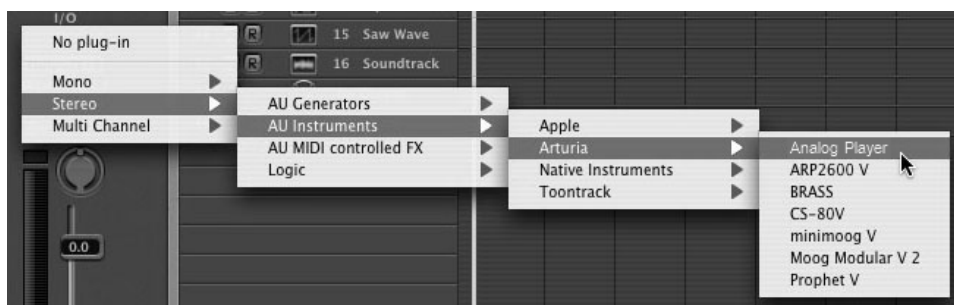 I/O
No plug-in
Mono
Stereo
Multi Channel
0.0
R 15 Saw Wave
R 16 Soundtrack
AU Generators
AU Instruments
AU MIDI controlled FX
Logic
Apple
Arturia
Native Instruments
Toontrack
Analog Player
ARP2600 V
BRASS
CS-80V
minimoog V
Moog Modular V 2
Prophet V